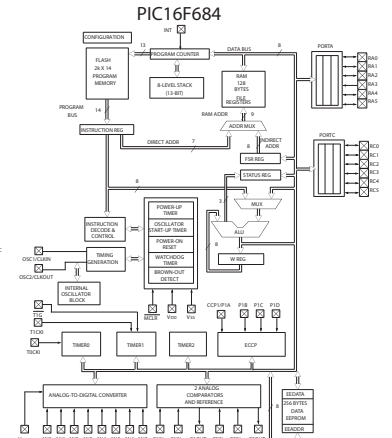 PIC16F684
INT
CONFIGURATION
13
DATA BUS
8
PORTA
PROGRAM COUNTER
FLASH
2k X 14
PROGRAM
MEMORY
8-LEVEL STACK
(13-BIT)
RAM
128
BYTES
FILE
REGISTERS
RA0
RA1
RA2
RA3
RA4
RA5
PROGRAM
BUS
14
RAM ADDR
9
ADDR MUX
INSTRUCTION REG
DIRECT ADDR
7
8
INDIRECT
ADDR
PORTC
FSR REG
RC0
RC1
RC2
RC3
RC4
RC5
STATUS REG
8
3
MUX
POWER-UP
TIMER
OSCILLATOR
START-UP TIMER
POWER-ON
RESET
WATCHDOG
TIMER
BROWN-OUT
DETECT
INSTRUCTION
DECODE &
CONTROL
ALU
8
OSC1/CLKIN
OSC2/CLKOUT
TIMING
GENERATION
W REG
INTERNAL
OSCILLATOR
BLOCK
MCLR
VDD
VSS
CCP1/P1A
P1B
P1C
P1D
T1G
T1CKI
T0CKI
TIMER0
TIMER1
TIMER2
ECCP
ANALOG-TO-DIGITAL CONVERTER
2 ANALOG
COMPARATORS
AND REFERENCE
8
EEDATA
256 BYTES
DATA
EEPROM
EEADDR